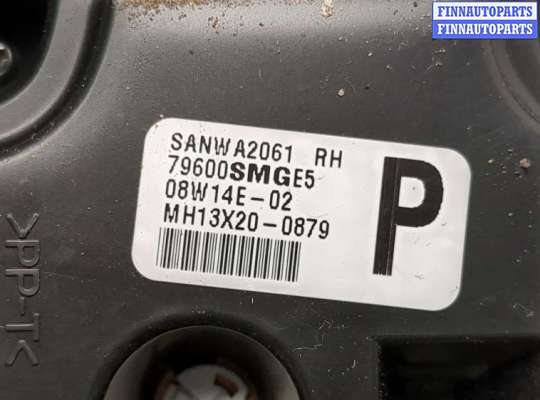 FINNAUTOPARTS
FINNAUTOPARTS
SANWA2061 RH
79600SMGE5
08W14E-02
MH13X20-0879
P
>PP-T<